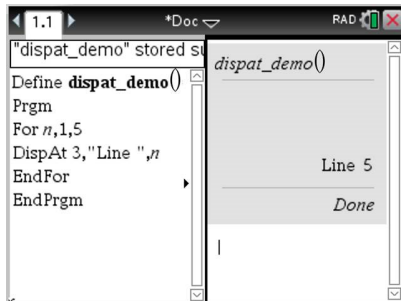 1.1 *Doc RAD
"dispat_demo" stored su
Define dispat_demo()
Prgm
For n,1,5
DispAt 3,"Line ",n
EndFor
EndPrgm
dispat_demo()
Line 5
Done